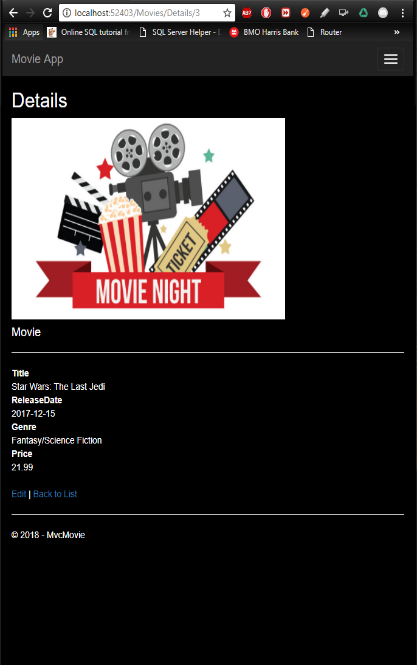 localhost:52403/Movies/Details/3
Apps Online SQL tutorial fr SQL Server Helper - BMO Harris Bank Router »
Movie App
Details
TICKET
MOVIE NIGHT
Movie
Title
Star Wars: The Last Jedi
ReleaseDate
2017-12-15
Genre
Fantasy/Science Fiction
Price
21.99
Edit | Back to List
© 2018 - MvcMovie